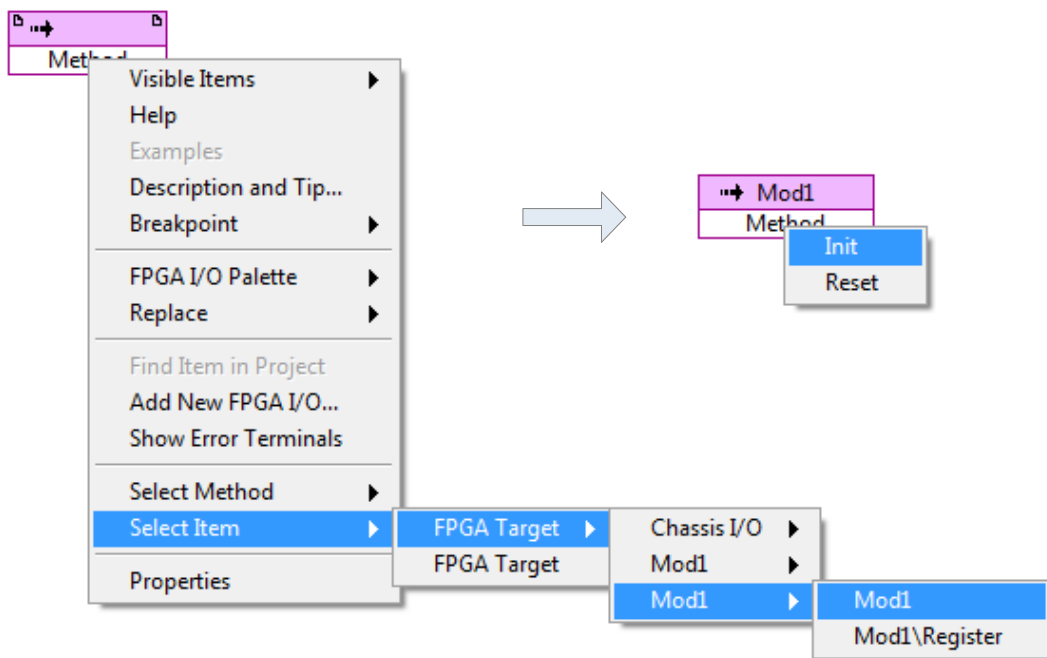 Method
Visible Items
Help
Examples
Description and Tip...
Breakpoint
FPGA I/O Palette
Replace
Find Item in Project
Add New FPGA I/O...
Show Error Terminals
Select Method
Select Item
Properties
FPGA Target
FPGA Target
Chassis I/O
Mod1
Mod1
Mod1
Mod1\Register
Mod1
Method
Init
Reset